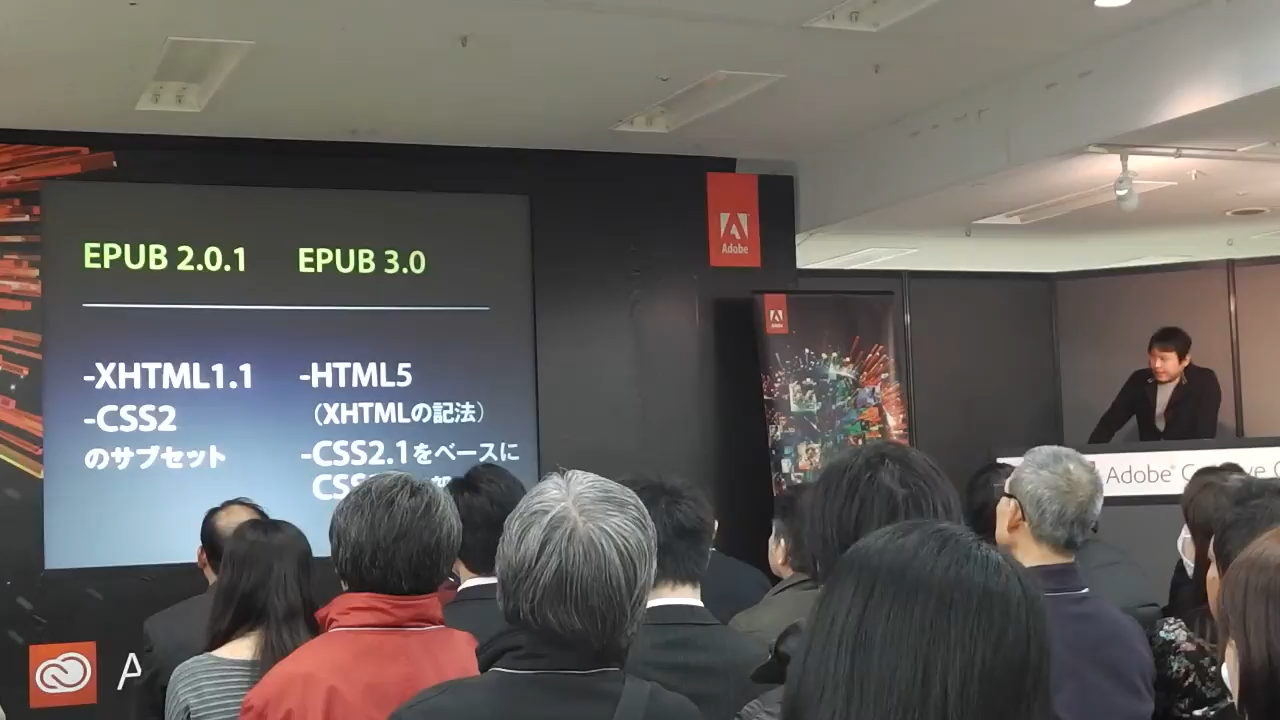 EPUB 2.0.1
EPUB 3.0
-XHTML1.1
-CSS2
のサブセット
-HTML5
（XHTMLの記法）
-CSS2.1をベースに
Adobe
Adobe
Adobe®